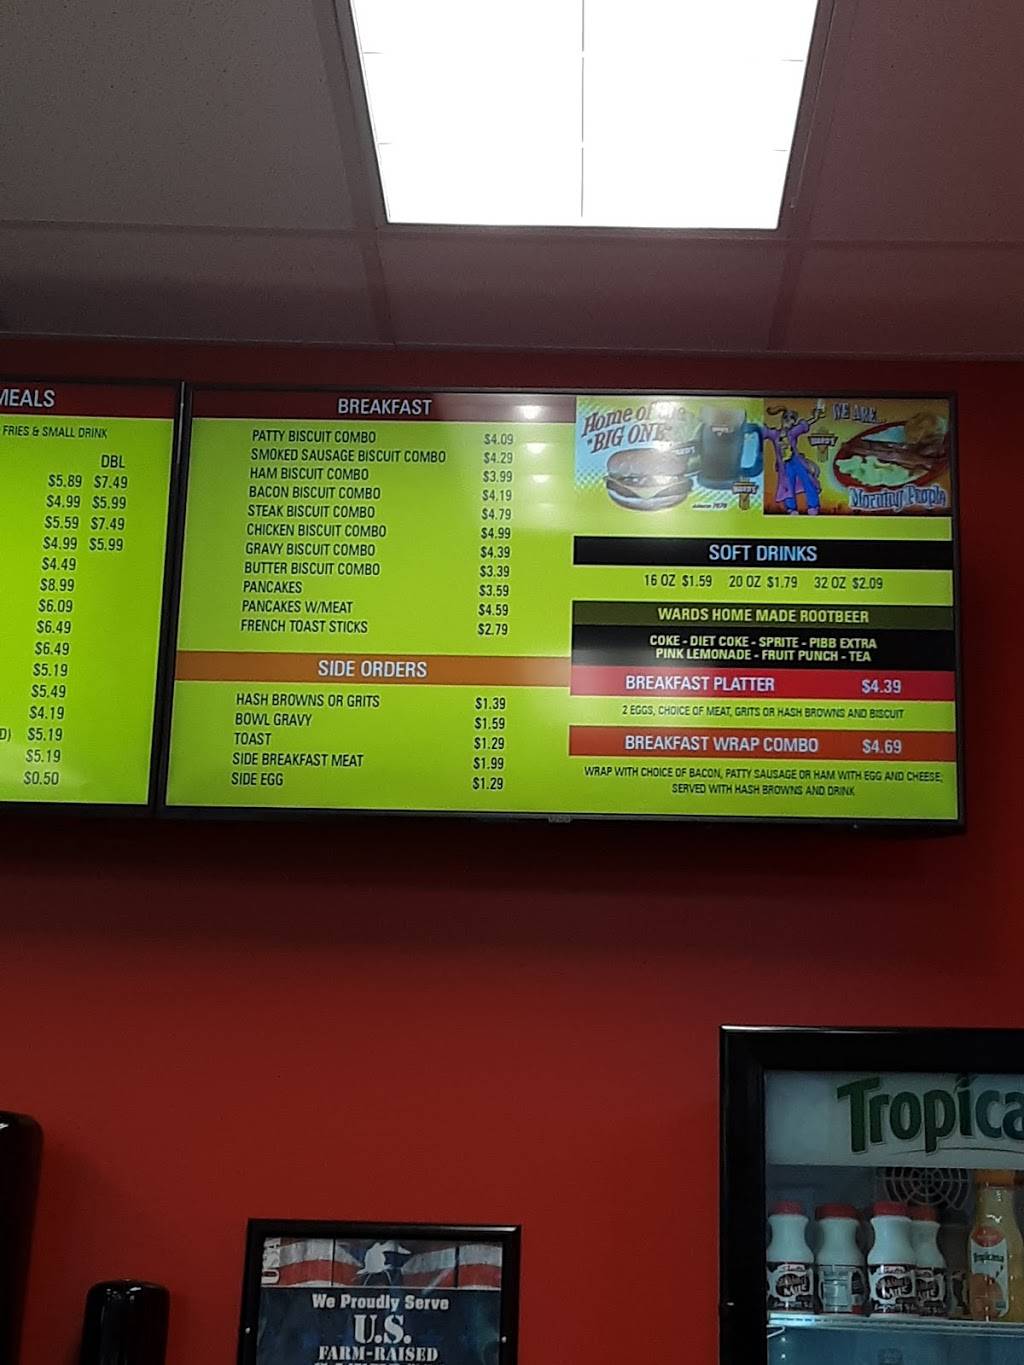 MEALS
FRIES & SMALL DRINK
DBL
$5.89 $7.49
$4.99 $5.99
$5.59 $7.49
$4.99 $5.99
$4.49
$8.99
$6.09
$6.49
$6.49
$5.19
$5.49
$4.19
D) $5.19
$5.19
$0.50
BREAKFAST
PATTY BISCUIT COMBO $4.09
SMOKED SAUSAGE BISCUIT COMBO $4.29
HAM BISCUIT COMBO $3.99
BACON BISCUIT COMBO $4.19
STEAK BISCUIT COMBO $4.79
CHICKEN BISCUIT COMBO $4.99
GRAVY BISCUIT COMBO $4.39
BUTTER BISCUIT COMBO $3.39
PANCAKES $3.59
PANCAKES W/MEAT $4.59
FRENCH TOAST STICKS $2.79
SIDE ORDERS
HASH BROWNS OR GRITS $1.39
BOWL GRAVY $1.59
TOAST $1.29
SIDE BREAKFAST MEAT $1.99
SIDE EGG $1.29
Home of the
"BIG ONE"
WE ARE...
Morning People
SOFT DRINKS
16 OZ $1.59 20 OZ $1.79 32 OZ $2.09
WARDS HOME MADE ROOTBEER
COKE - DIET COKE - SPRITE - PIBB EXTRA
PINK LEMONADE - FRUIT PUNCH - TEA
BREAKFAST PLATTER $4.39
2 EGGS, CHOICE OF MEAT, GRITS OR HASH BROWNS AND BISCUIT
BREAKFAST WRAP COMBO $4.69
WRAP WITH CHOICE OF BACON, PATTY SAUSAGE OR HAM WITH EGG AND CHEESE,
SERVED WITH HASH BROWNS AND DRINK
VIZIO
Tropica
Tropicana
We Proudly Serve
U.S.
FARM-RAISED